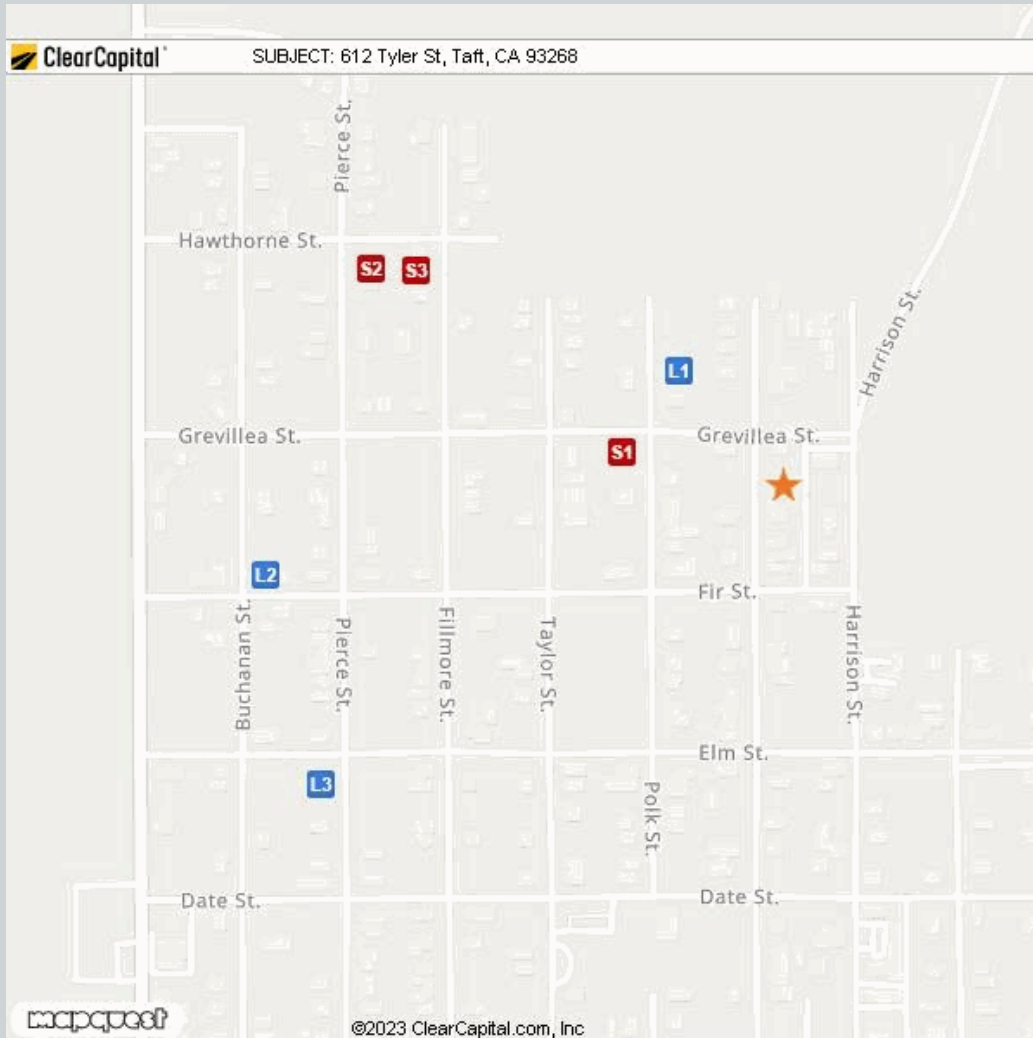 ClearCapital
SUBJECT: 612 Tyler St, Taft, CA 93268
Pierce St.
Hawthorne St.
S2
S3
Harrison St.
L1
Grevillea St.
Grevillea St.
S1
L2
Fir St.
Buchanan St.
Pierce St.
Fillmore St.
Taylor St.
Harrison St.
Elm St.
L3
Polk St.
Date St.
Date St.
mapquest
©2023 ClearCapital.com, Inc